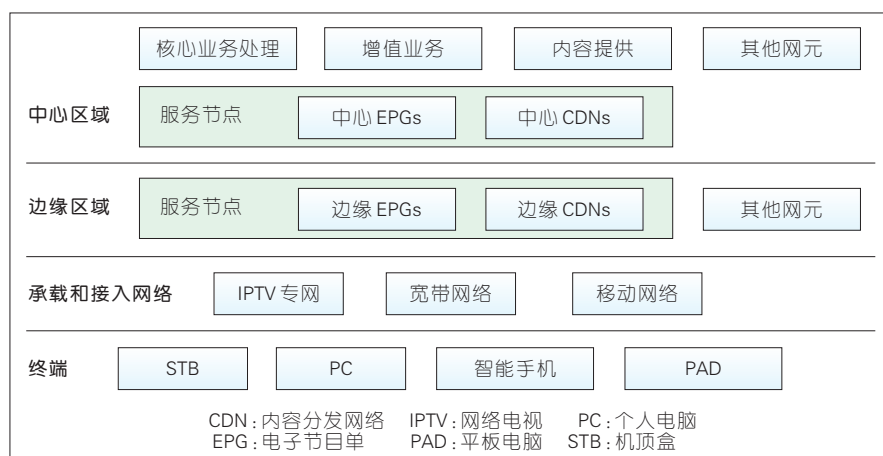 核心业务处理 增值业务 内容提供 其他网元
中心区域 服务节点 中心 EPGs 中心 CDNs
边缘区域 服务节点 边缘 EPGs 边缘 CDNs 其他网元
承载和接入网络 IPTV 专网 宽带网络 移动网络
终端 STB PC 智能手机 PAD
CDN:内容分发网络 IPTV:网络电视 PC:个人电脑
EPG:电子节目单 PAD:平板电脑 STB:机顶盒